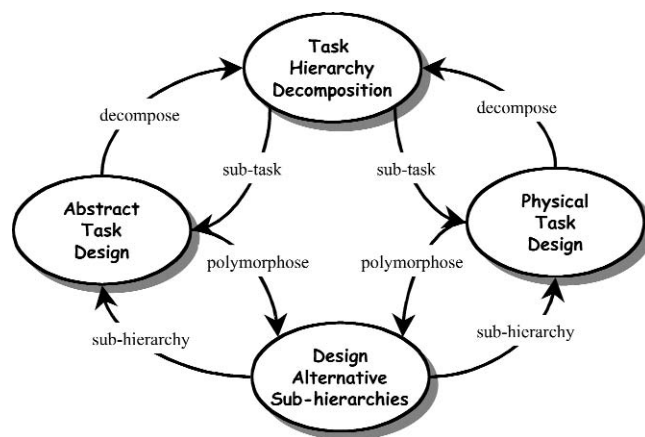 Task
Hierarchy
Decomposition
decompose
decompose
sub-task
sub-task
Abstract
Task
Design
Physical
Task
Design
polymorphose
polymorphose
sub-hierarchy
sub-hierarchy
Design
Alternative
Sub-hierarchies